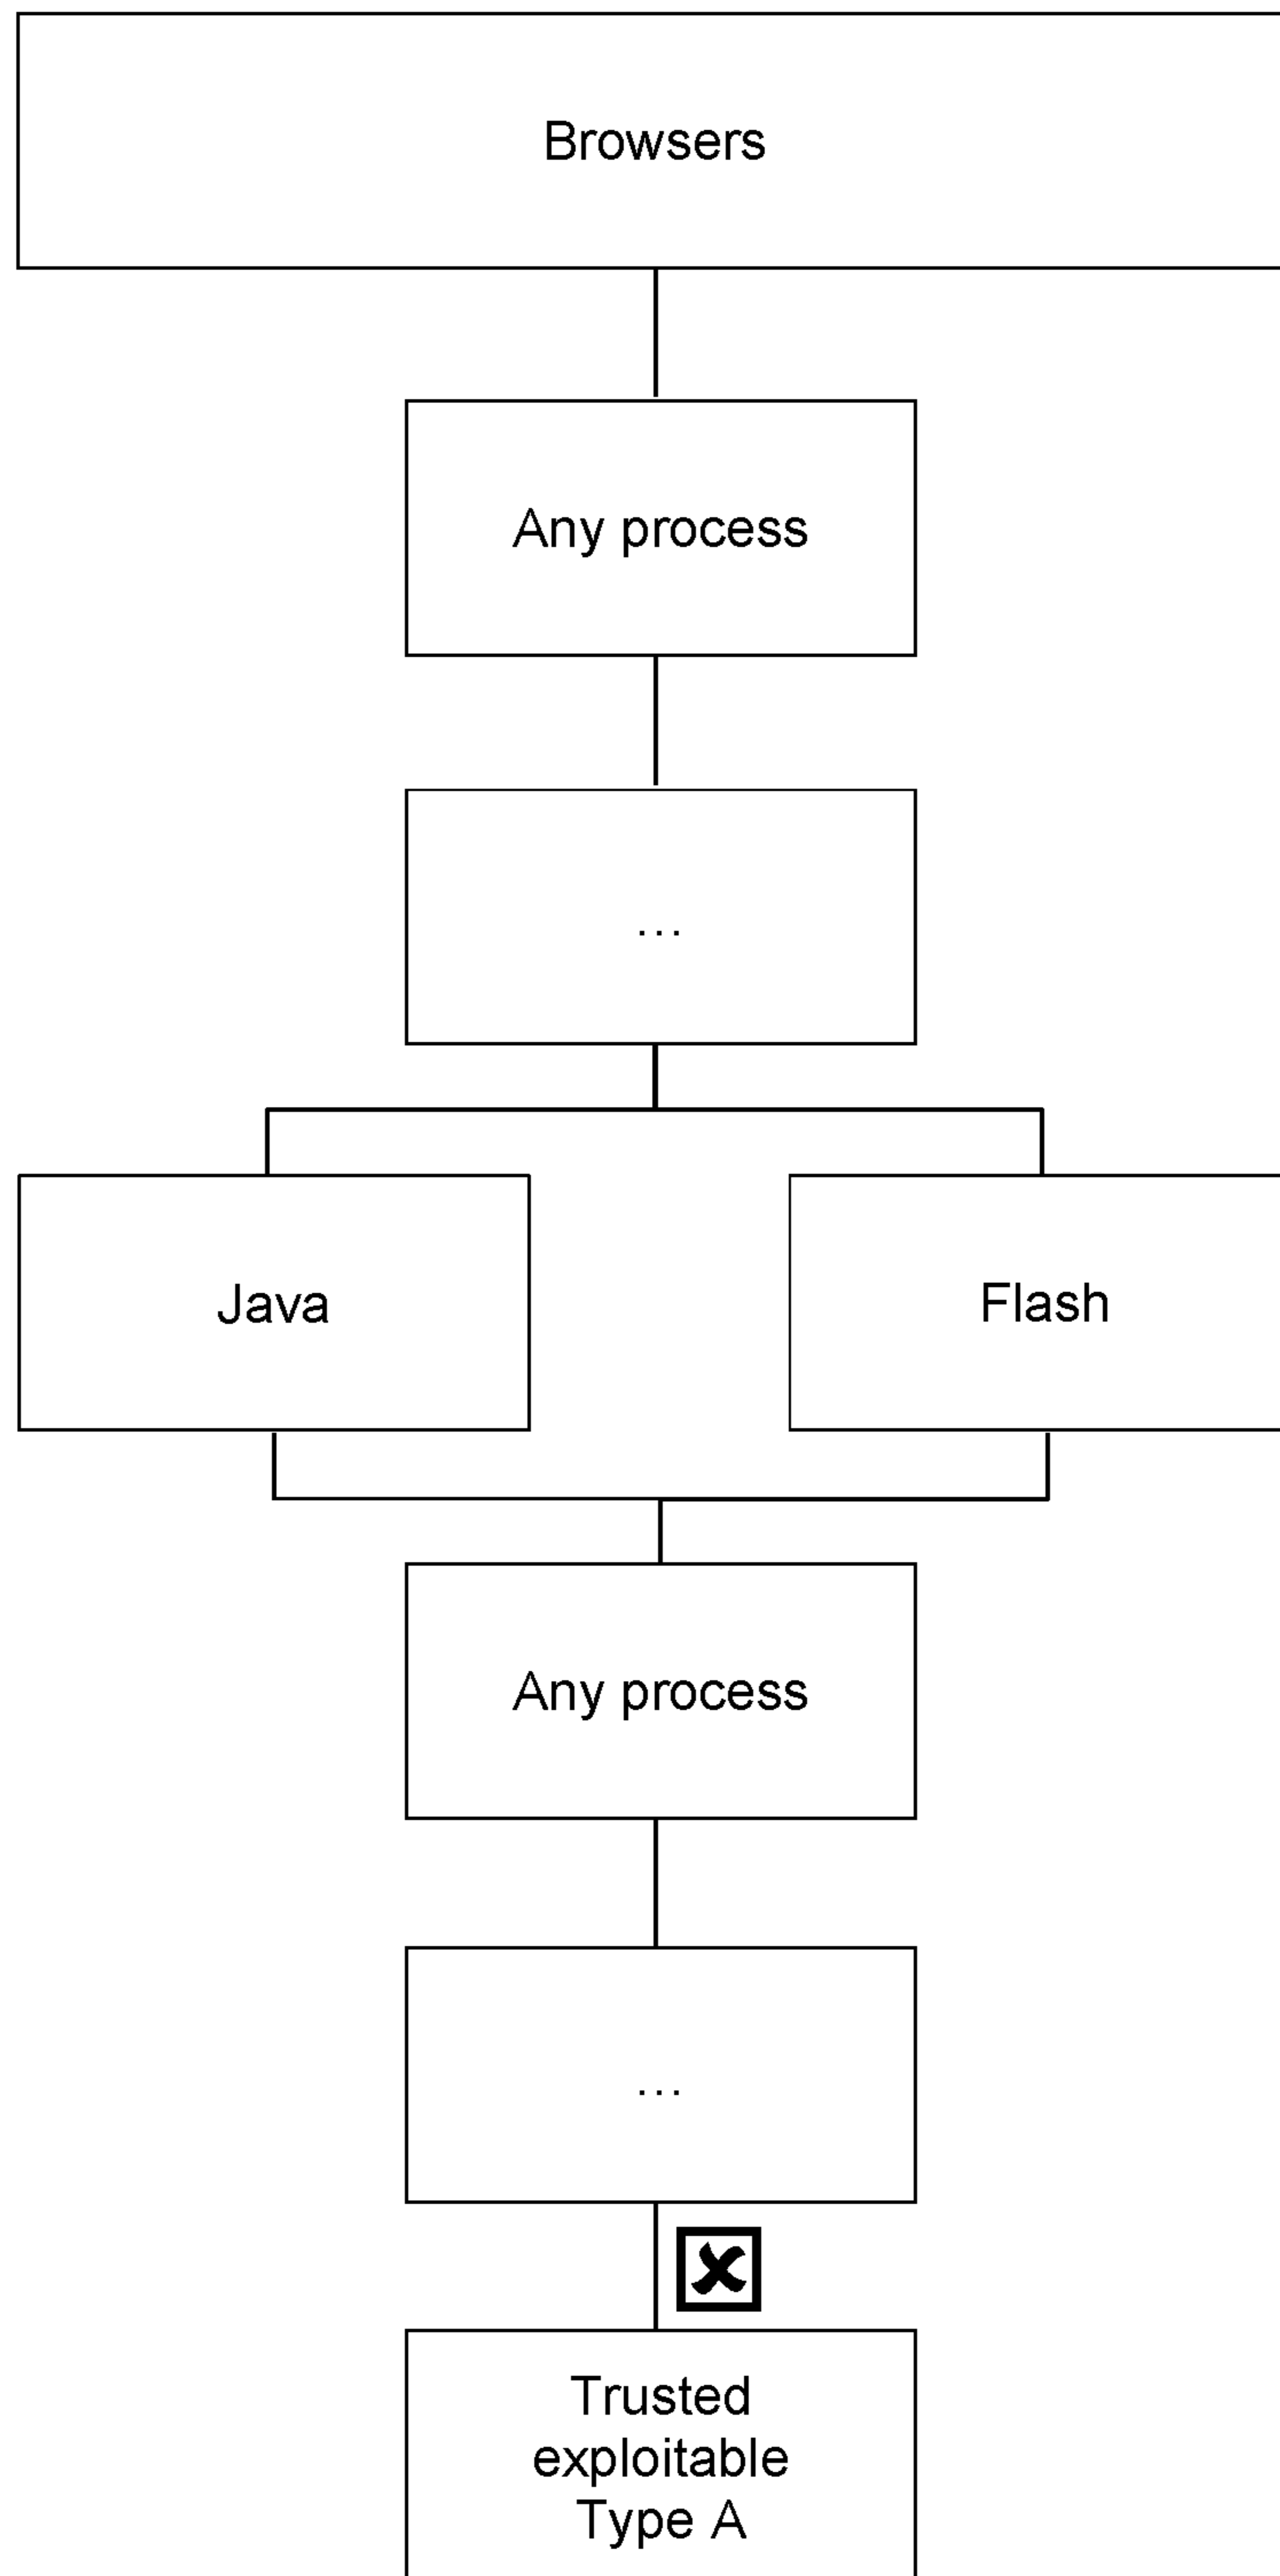 Browsers
Any process
...
Java
Flash
Any process
...
Trusted
exploitable
Type A